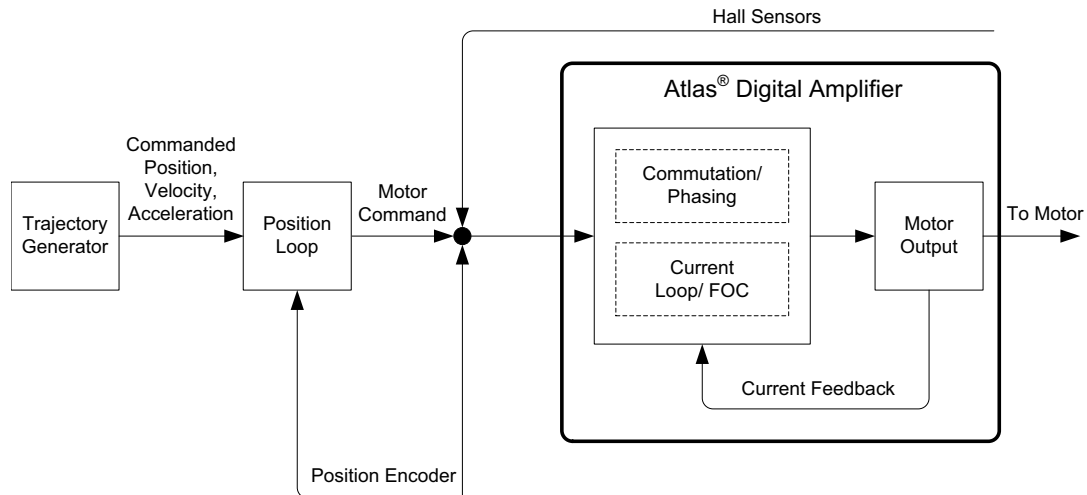 Hall Sensors
Atlas® Digital Amplifier
Commanded
Position,
Velocity,
Acceleration
Trajectory
Generator
Position
Loop
Motor
Command
Commutation/
Phasing
Current
Loop/ FOC
Motor
Output
To Motor
Current Feedback
Position Encoder